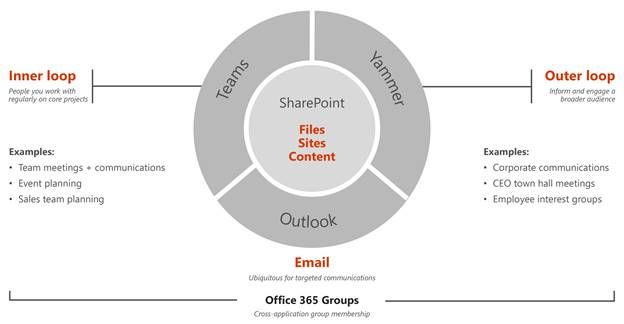 Inner loop
People you work with
regularly on core projects
Examples:
• Team meetings + communications
• Event planning
• Sales team planning
Teams
Yammer
SharePoint
Files
Sites
Content
Outlook
Outer loop
Inform and engage a
broader audience
Examples:
• Corporate communications
• CEO town hall meetings
• Employee interest groups
Email
Ubiquitous for targeted communications
Office 365 Groups
Cross-application group membership